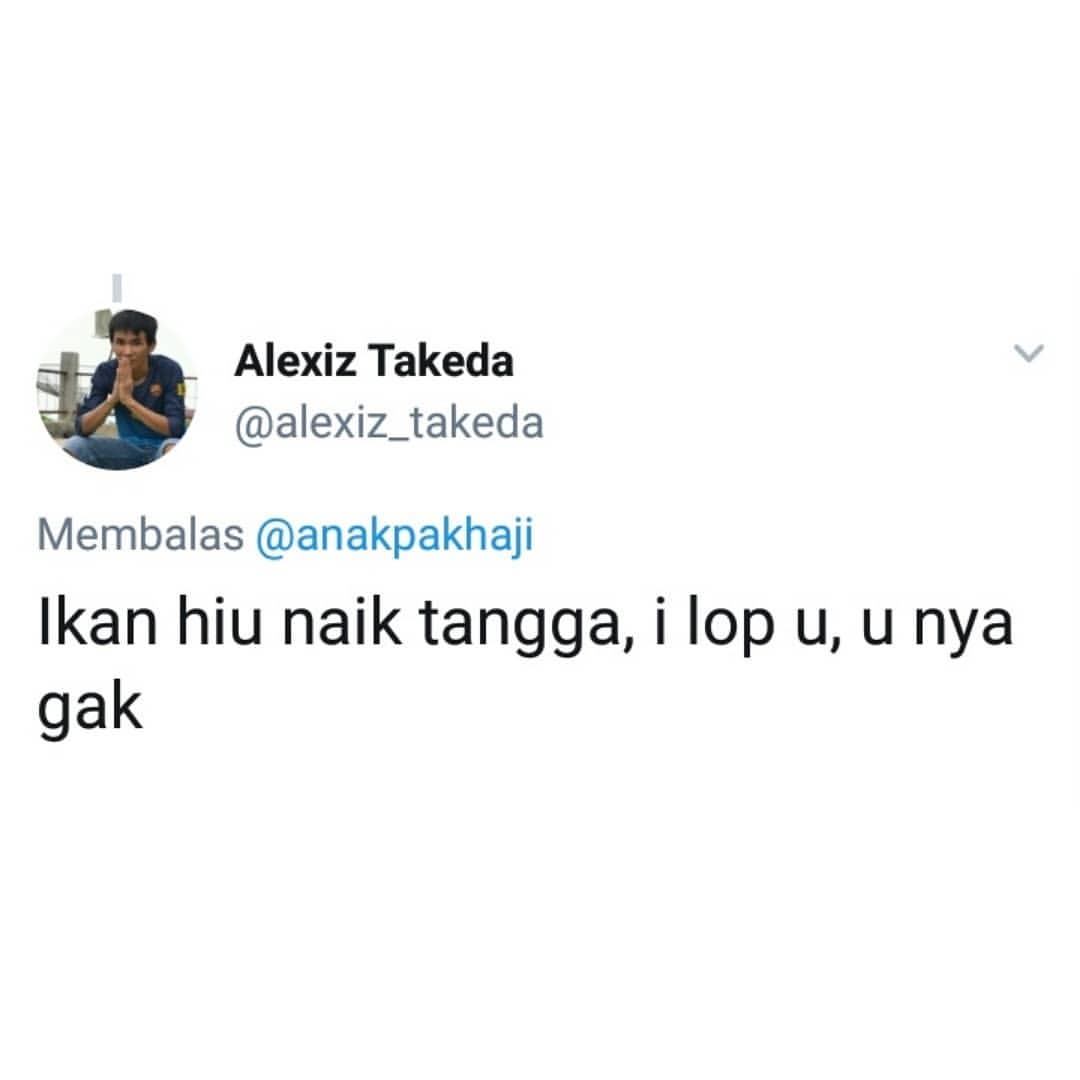 Alexiz Takeda
@alexiz_takeda
Membalas @anakpakhaji
Ikan hiu naik tangga, i lop u, u nya
gak